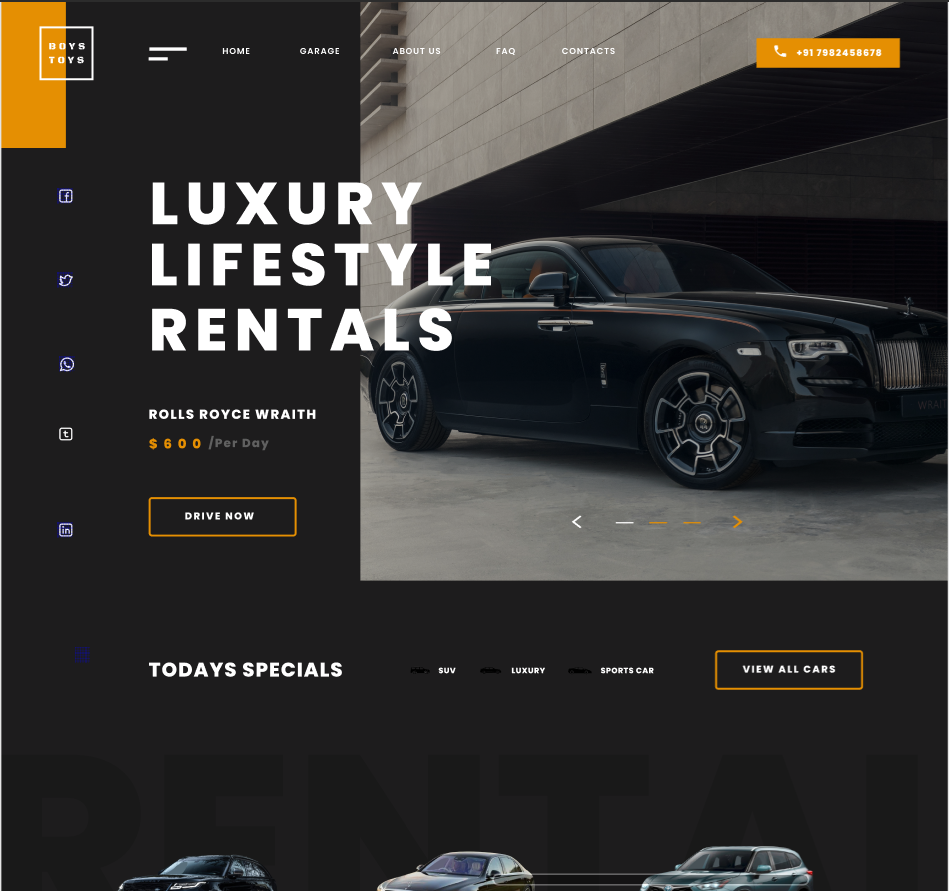 BOYS
TOYS
HOME GARAGE ABOUT US FAQ CONTACTS
+91 7982458678
LUXURY
LIFESTYLE
RENTALS
ROLLS ROYCE WRAITH
$600 /Per Day
DRIVE NOW
TODAYS SPECIALS
SUV LUXURY SPORTS CAR
VIEW ALL CARS
RENTAL